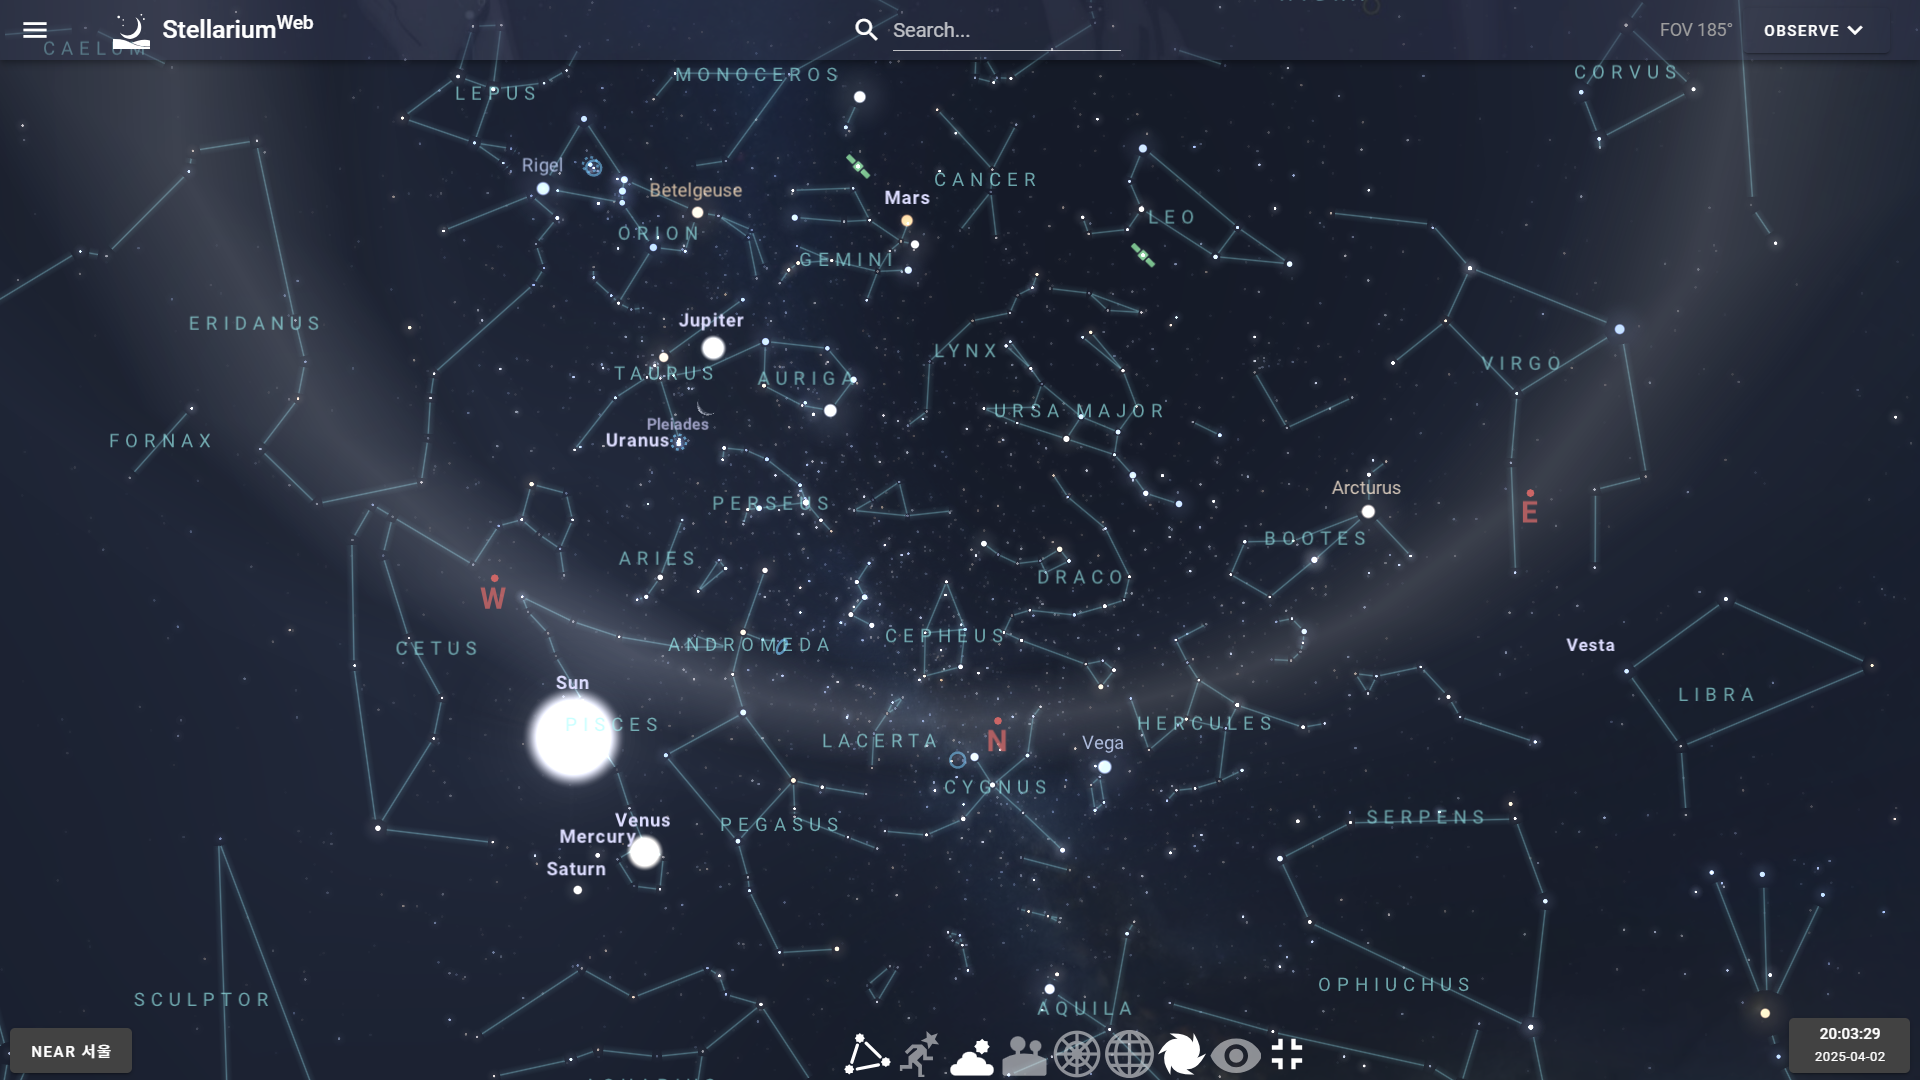 StellariumWeb
Search...
FOV 185°
OBSERVE
CAELUM
MONOCEROS
CORVUS
LEPUS
Rigel
Betelgeuse
CANCER
Mars
LEO
ORION
GEMINI
ERIDANUS
Jupiter
LYNX
VIRGO
TAURUS
AURIGA
URSA MAJOR
Pleiades
FORNAX
Uranus
Arcturus
PERSEUS
E
BOOTES
ARIES
DRACO
W
CEPHEUS
ANDROMEDA
Vesta
CETUS
Sun
LIBRA
PISCES
HERCULES
LACERTA
N
Vega
CYGNUS
Venus
SERPENS
PEGASUS
Mercury
Saturn
OPHIUCHUS
SCULPTOR
AQUILA
NEAR 서울
20:03:29
2025-04-02